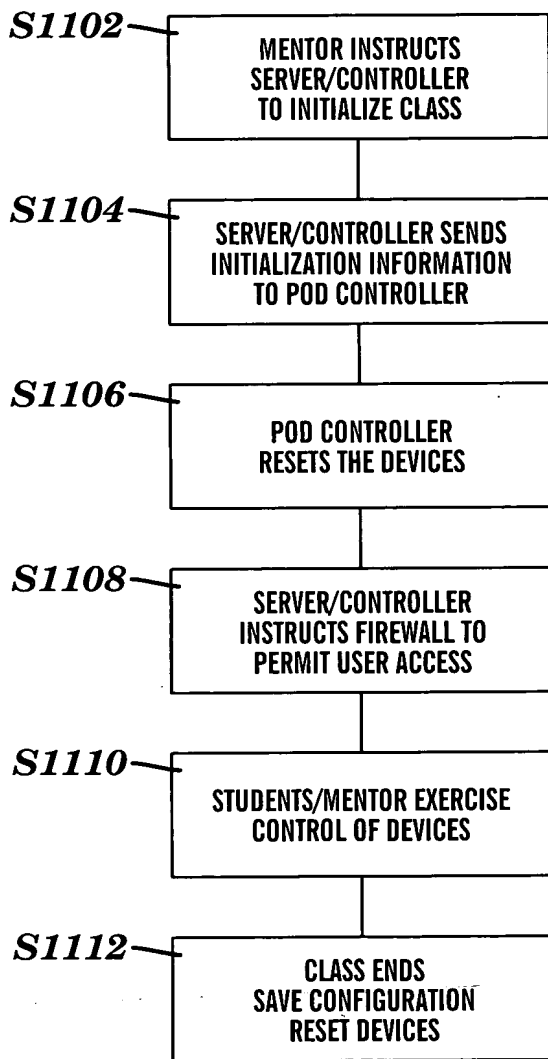 S1102
MENTOR INSTRUCTS
SERVER/CONTROLLER
TO INITIALIZE CLASS
S1104
SERVER/CONTROLLER SENDS
INITIALIZATION INFORMATION
TO POD CONTROLLER
S1106
POD CONTROLLER
RESETS THE DEVICES
S1108
SERVER/CONTROLLER
INSTRUCTS FIREWALL TO
PERMIT USER ACCESS
S1110
STUDENTS/MENTOR EXERCISE
CONTROL OF DEVICES
S1112
CLASS ENDS
SAVE CONFIGURATION
RESET DEVICES